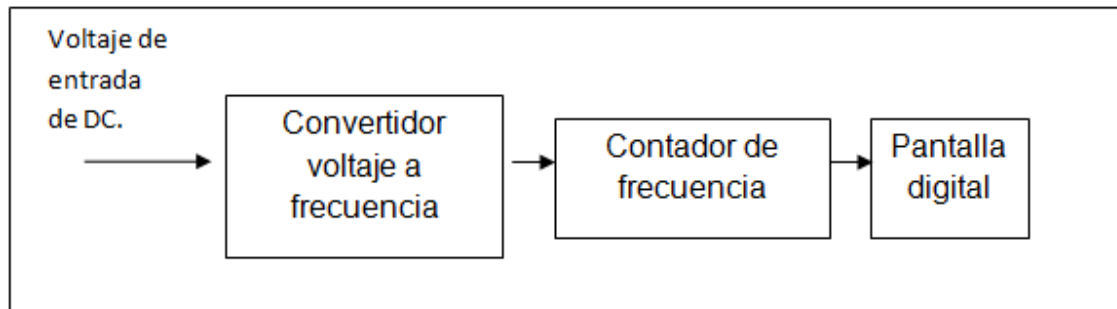 Voltaje de
entrada
de DC.
Convertidor
voltaje a
frecuencia
Contador de
frecuencia
Pantalla
digital